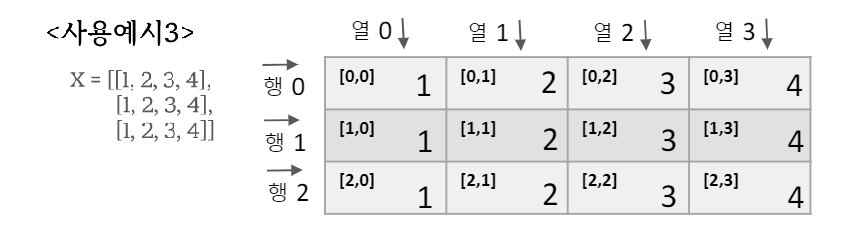 <사용예시3>
열 0 열 1 열 2 열 3
X = [[1, 2, 3, 4],
[1, 2, 3, 4],
[1, 2, 3, 4]]
행 0 [0,0] 1 [0,1] 2 [0,2] 3 [0,3] 4
행 1 [1,0] 1 [1,1] 2 [1,2] 3 [1,3] 4
행 2 [2,0] 1 [2,1] 2 [2,2] 3 [2,3] 4